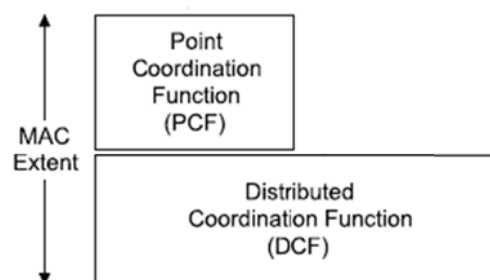 Point
Coordination
Function
(PCF)
MAC
Extent
Distributed
Coordination Function
(DCF)